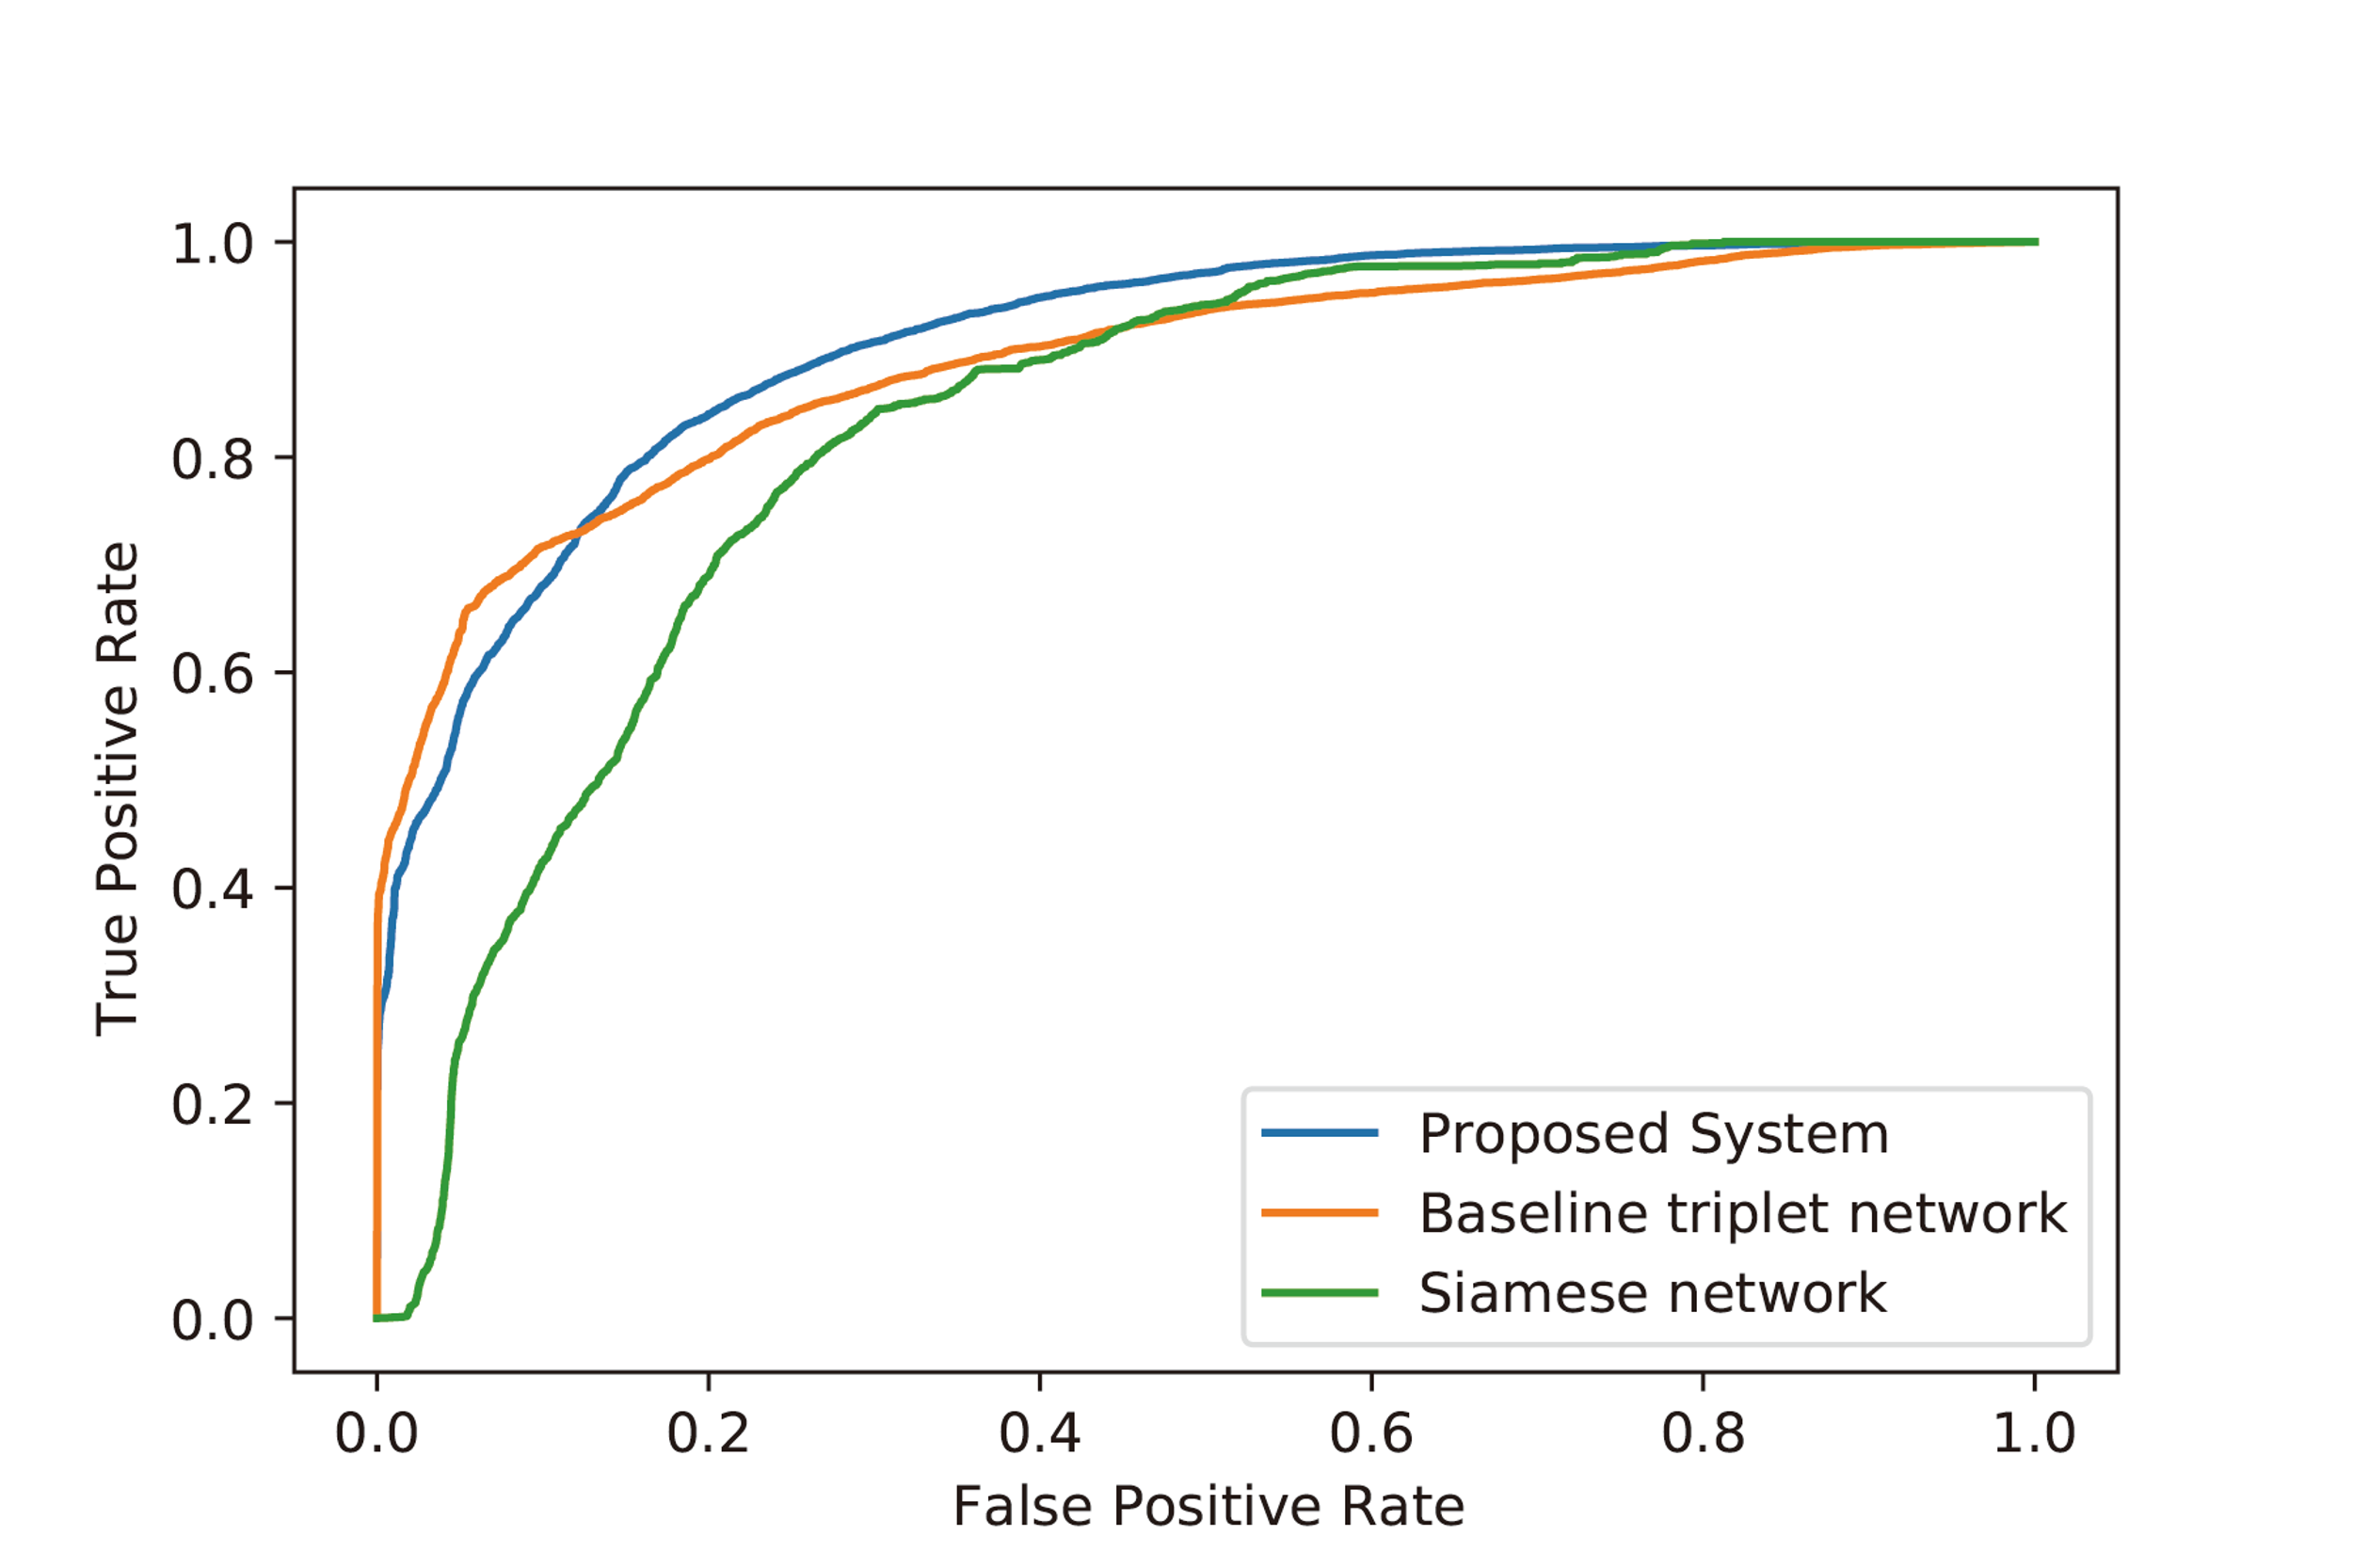 1.0
0.8
0.6
0.4
0.2
0.0
True Positive Rate
0.0 0.2 0.4 0.6 0.8 1.0
False Positive Rate
Proposed System
Baseline triplet network
Siamese network